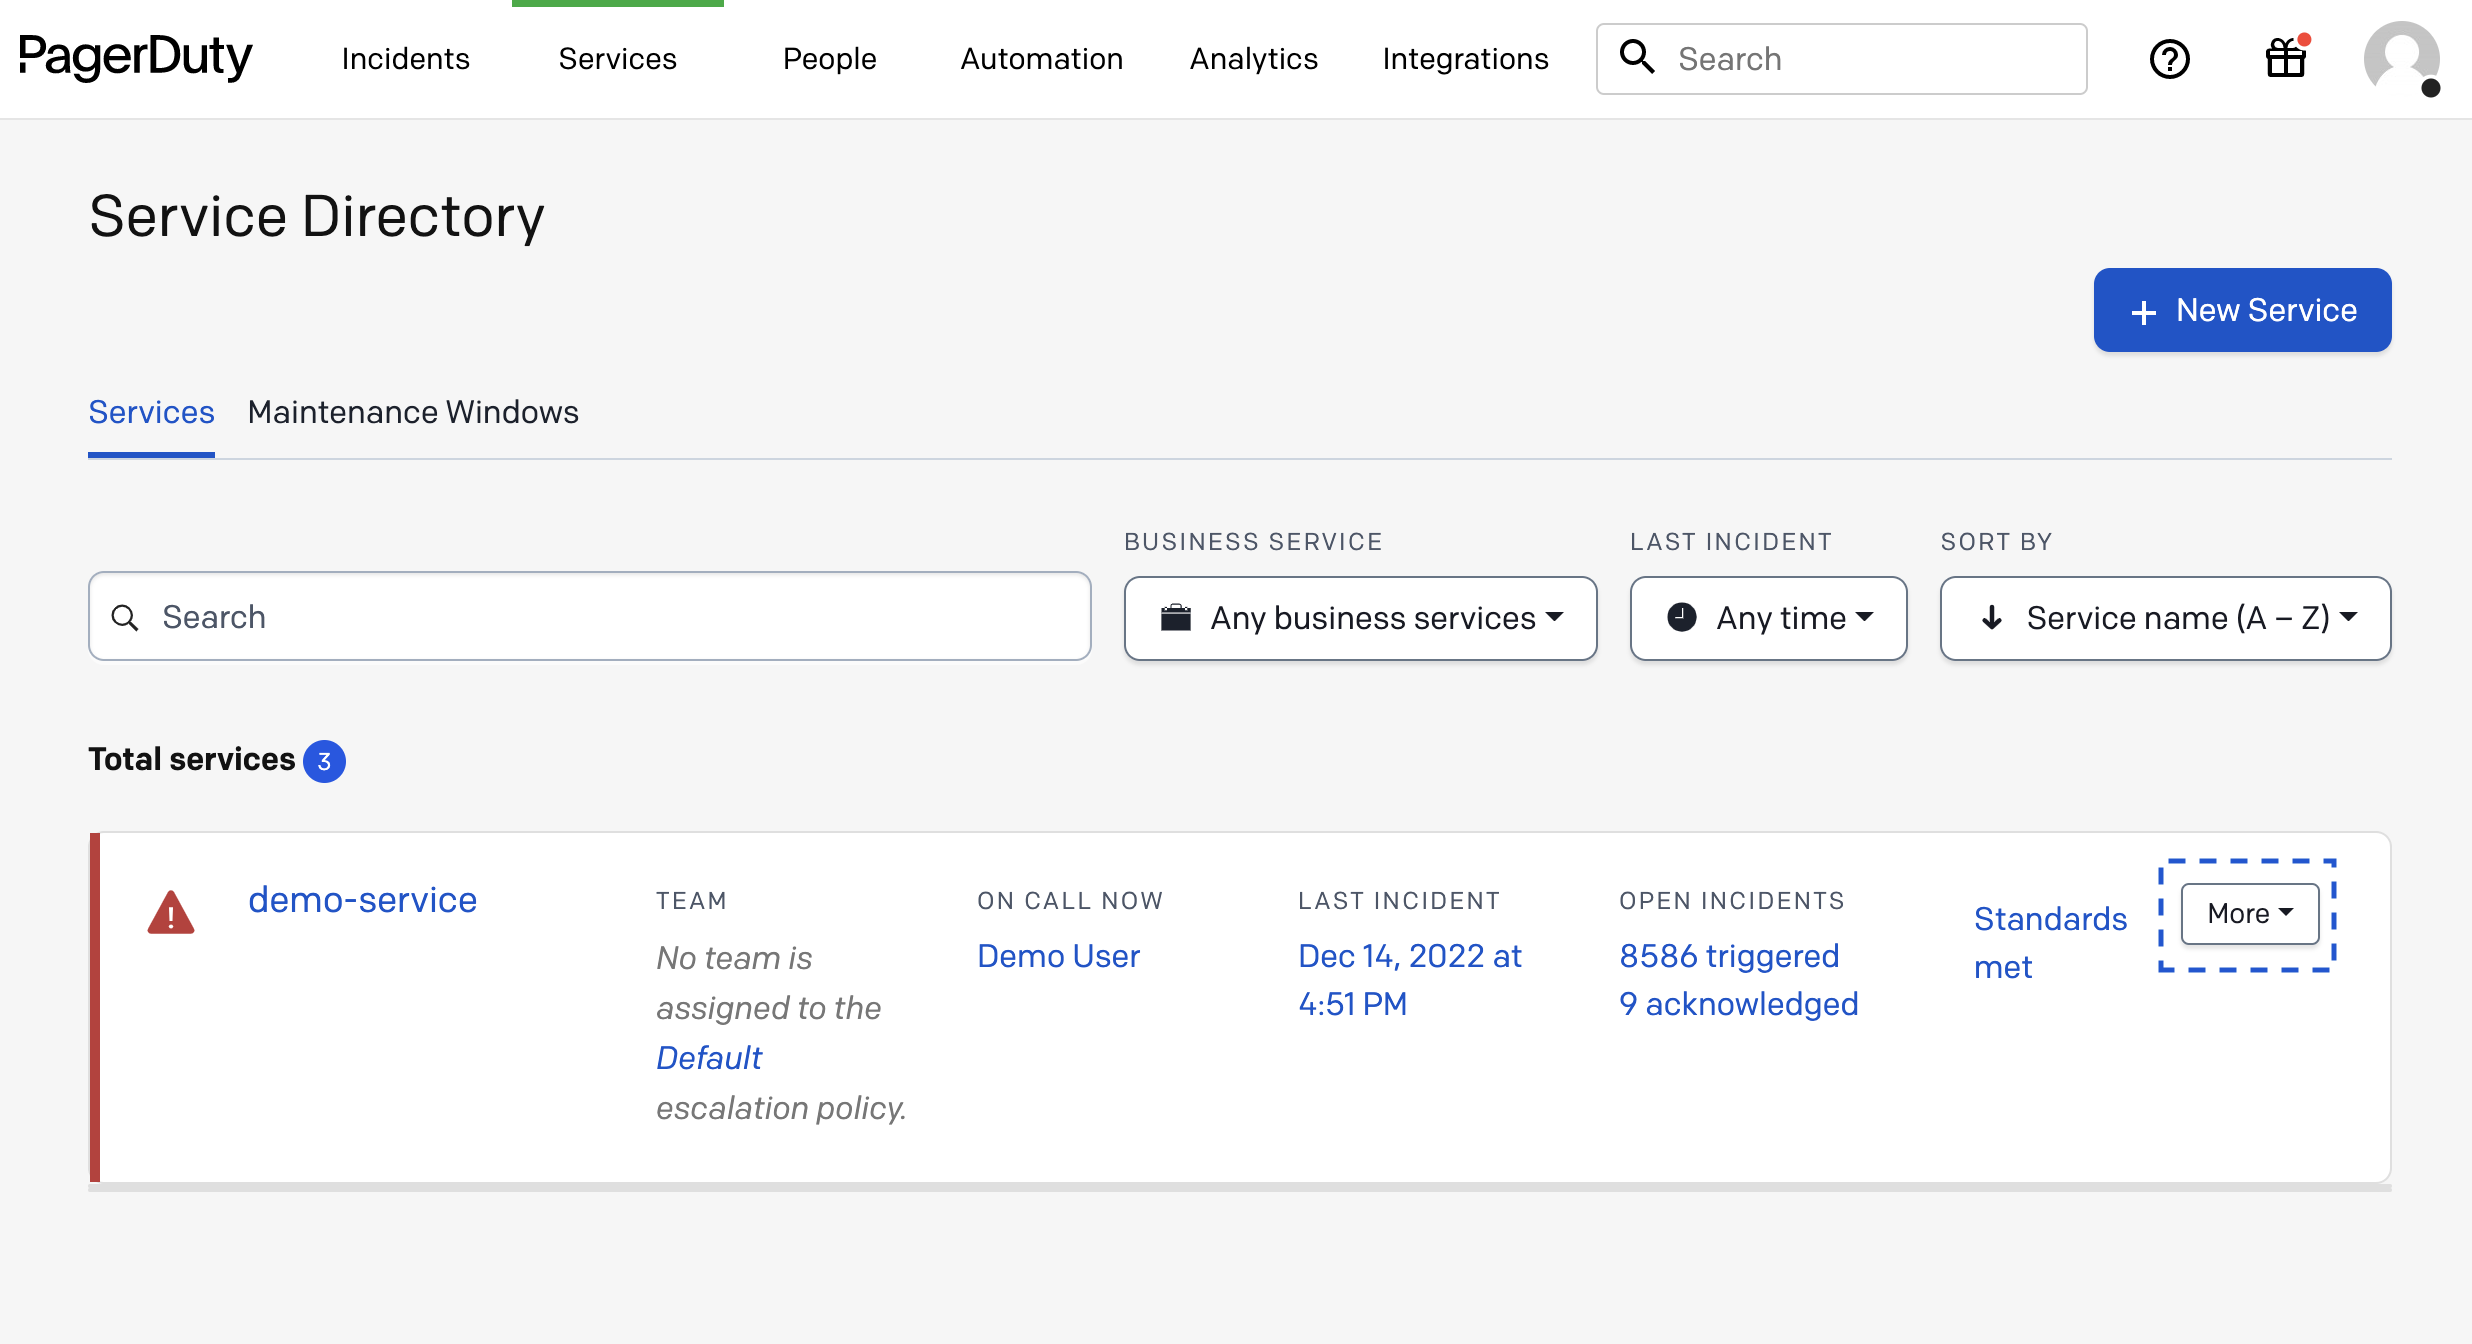 PagerDuty Incidents Services People Automation Analytics Integrations Search
Service Directory
+ New Service
Services Maintenance Windows
BUSINESS SERVICE LAST INCIDENT SORT BY
Search Any business services Any time Service name (A – Z)
Total services 3
demo-service TEAM ON CALL NOW LAST INCIDENT OPEN INCIDENTS Standards met More
No team is assigned to the Default escalation policy.
Demo User
Dec 14, 2022 at
4:51 PM
8586 triggered
9 acknowledged